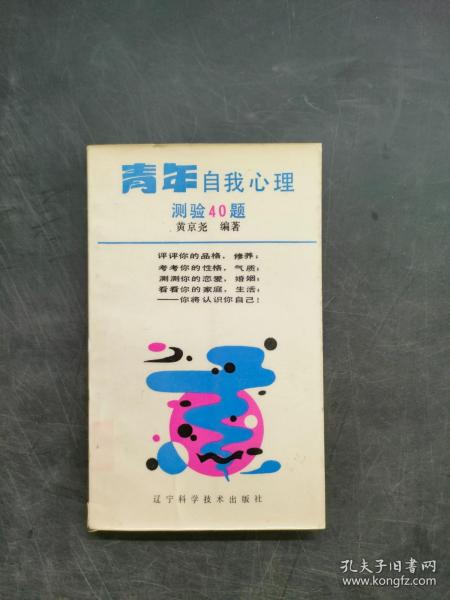 青年自我心理
测验40题
黄京尧 编著
评评你的品格，修养；
考考你的性格，气质；
测测你的恋爱，婚姻；
看看你的家庭，生活；
——你将认识你自己！
辽宁科学技术出版社
孔夫子旧书网
www.kongfz.com